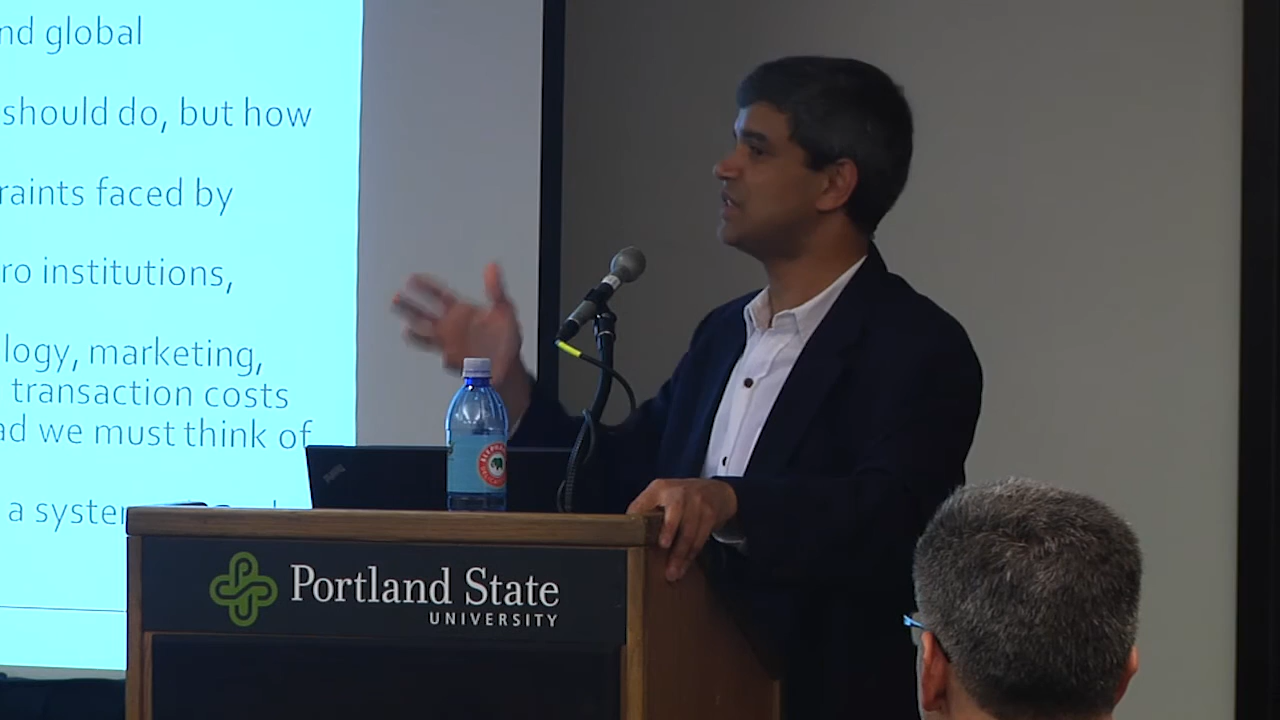 nd global
should do, but how
raints faced by
ro institutions,
logy, marketing,
transaction costs
ad we must think of
a syste
Portland State
UNIVERSITY